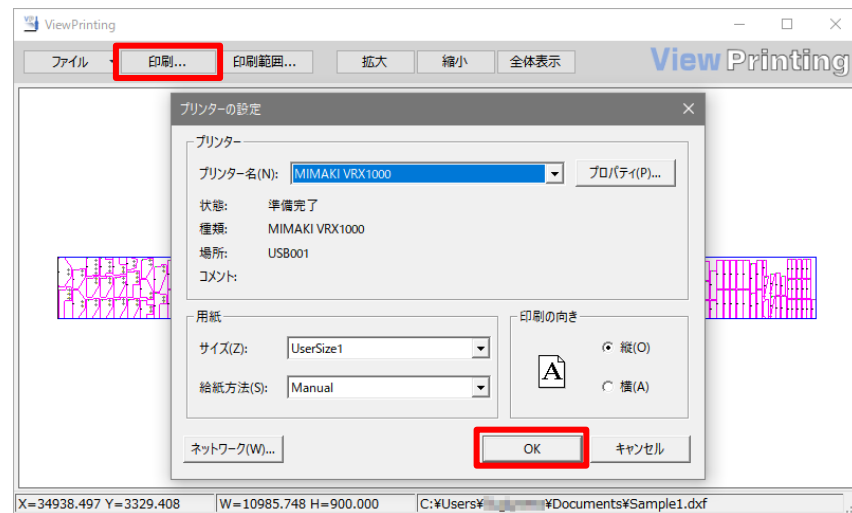 ViewPrinting
ファイル 印刷... 印刷範囲... 拡大 縮小 全体表示 View Printing
プリンターの設定
プリンター
プリンター名(N): MIMAKI VRX1000 プロパティ(P)...
状態: 準備完了
種類: MIMAKI VRX1000
場所: USB001
コメント:
用紙 印刷の向き
サイズ(Z): UserSize1 縦(O)
A
給紙方法(S): Manual 横(A)
ネットワーク(W)... OK キャンセル
X=34938.497 Y=3329.408 W=10985.748 H=900.000 C:¥Users¥ ¥Documents¥Sample1.dxf